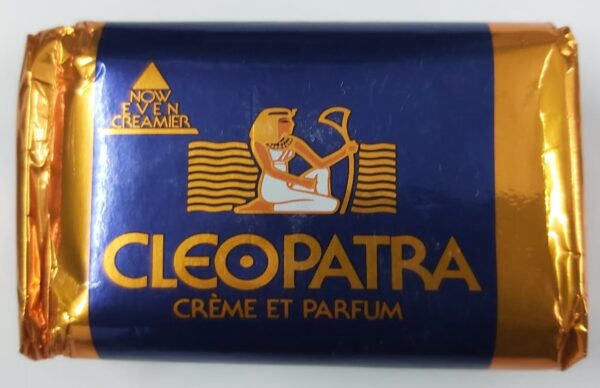 NOW
EVEN
CREAMIER
CLEOPATRA
CRÈME ET PARFUM